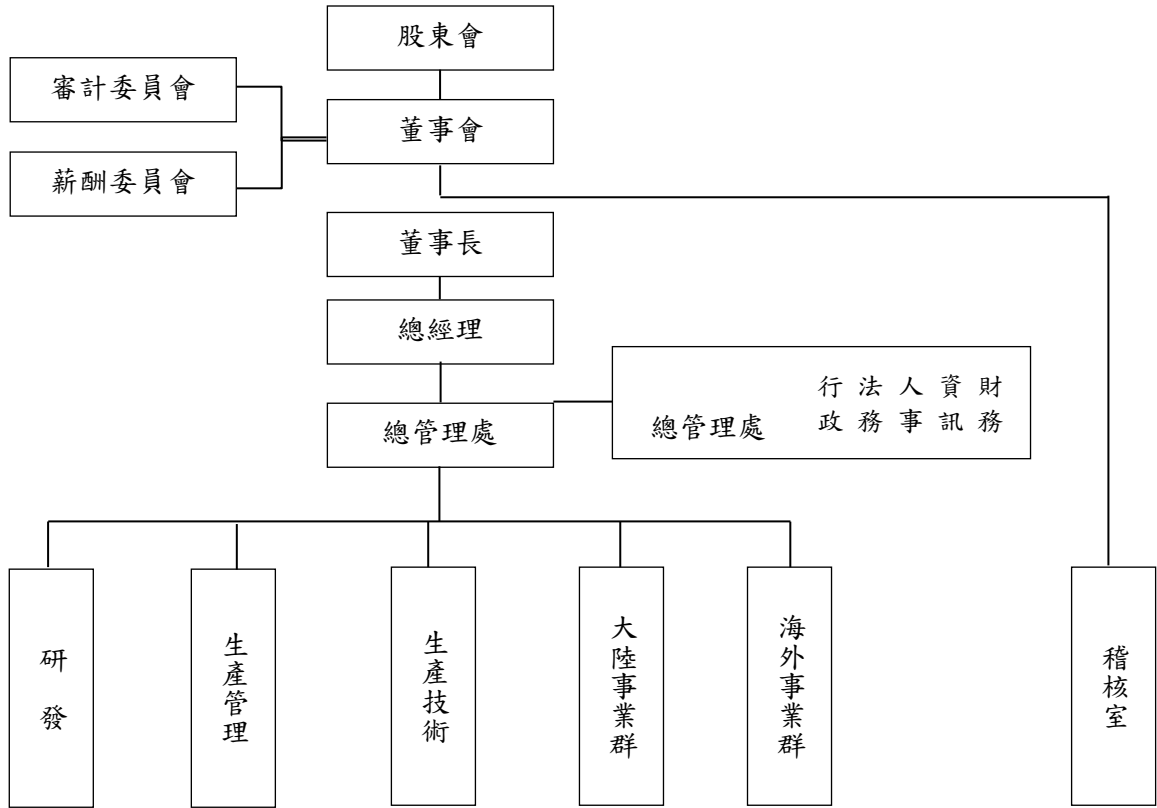 股東會
審計委員會
董事會
薪酬委員會
董事長
總經理
總管理處
總管理處
行政
法務
人事
資訊
財務
研發
生產管理
生產技術
大陸事業群
海外事業群
稽核室